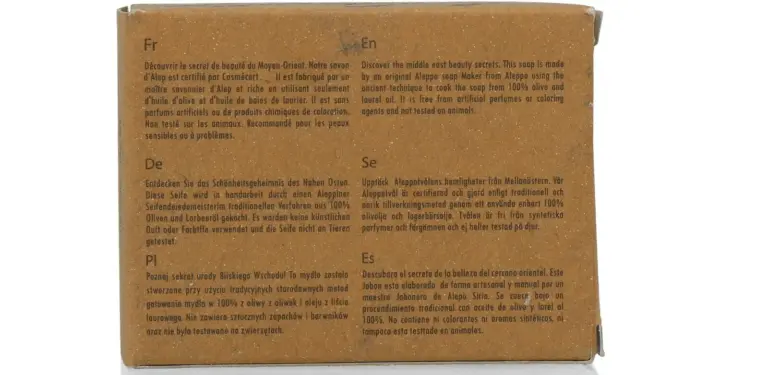 Fr
Découvrir le secret de beauté du Moyen-Orient. Notre savon
d'Alep est certifié par Cosmécert . Il est fabriqué par un
maître savonnier d'Alep et riche en utilisant seulement
d'huile d'olive et d'huile de baies de laurier. Il est sans
parfums artificiels ou de produits chimiques de coloration.
Non testé sur les animaux. Recommandé pour les peaux
sensibles ou à problèmes.
En
Discover the middle east beauty secrets. This soap is made
by an original Aleppo soap Maker from Aleppo using the
ancient technique to cook the soap from 100% olive and
laurel oil. It is free from artificial perfumes or coloring
agents and not tested on animals.
De
Entdecken Sie das Schönheitsgeheimnis des Nahen Osten.
Diese Seife wird in handarbeit durch einen Aleppiner
Seifensiedemeisterim traditionellen Verfahren aus 100%
Oliven und Lorbeeröl gekocht. Es warden keine künstlichen
Duft oder Farbtffe verwendet und die Seife nicht an Tieren
getestet.
Se
Upptäck Aleppotvålens hemligheter från Mellanöstern. Vår
Aleppotvål är certifierad och gjord enligt traditionell och
antik tillverkningsmetod genom att använda enbart 100%
olivolja och lagerbärsolja. Tvålen är fri från syntetiska
parfymer och färgämnen och ej heller testad på djur.
Pl
Poznaj sekret urody Bliskiego Wschodu! To mydło zostało
stworzone przy użyciu tradycyjnych starodawnych metod
gotowania mydła w 100% z oliwy z oliwek i oleju z liścia
laurowego. Nie zawiera sztucznych zapachów i barwników
oraz nie było testowane na zwierzętach.
Es
Descubara el secreto de la belleza del cercano oriental. Este
Jabon esta elaborado de forma artesanal y manual por un
maestro Jabonero de Alepo Siria. Se cuece bajo un
procendimiento tradicional con aceite de oliva y laurel al
100%. No contiene ni colorantes ni aromas sintéticos, ni
tampoco esta testtado en animales.